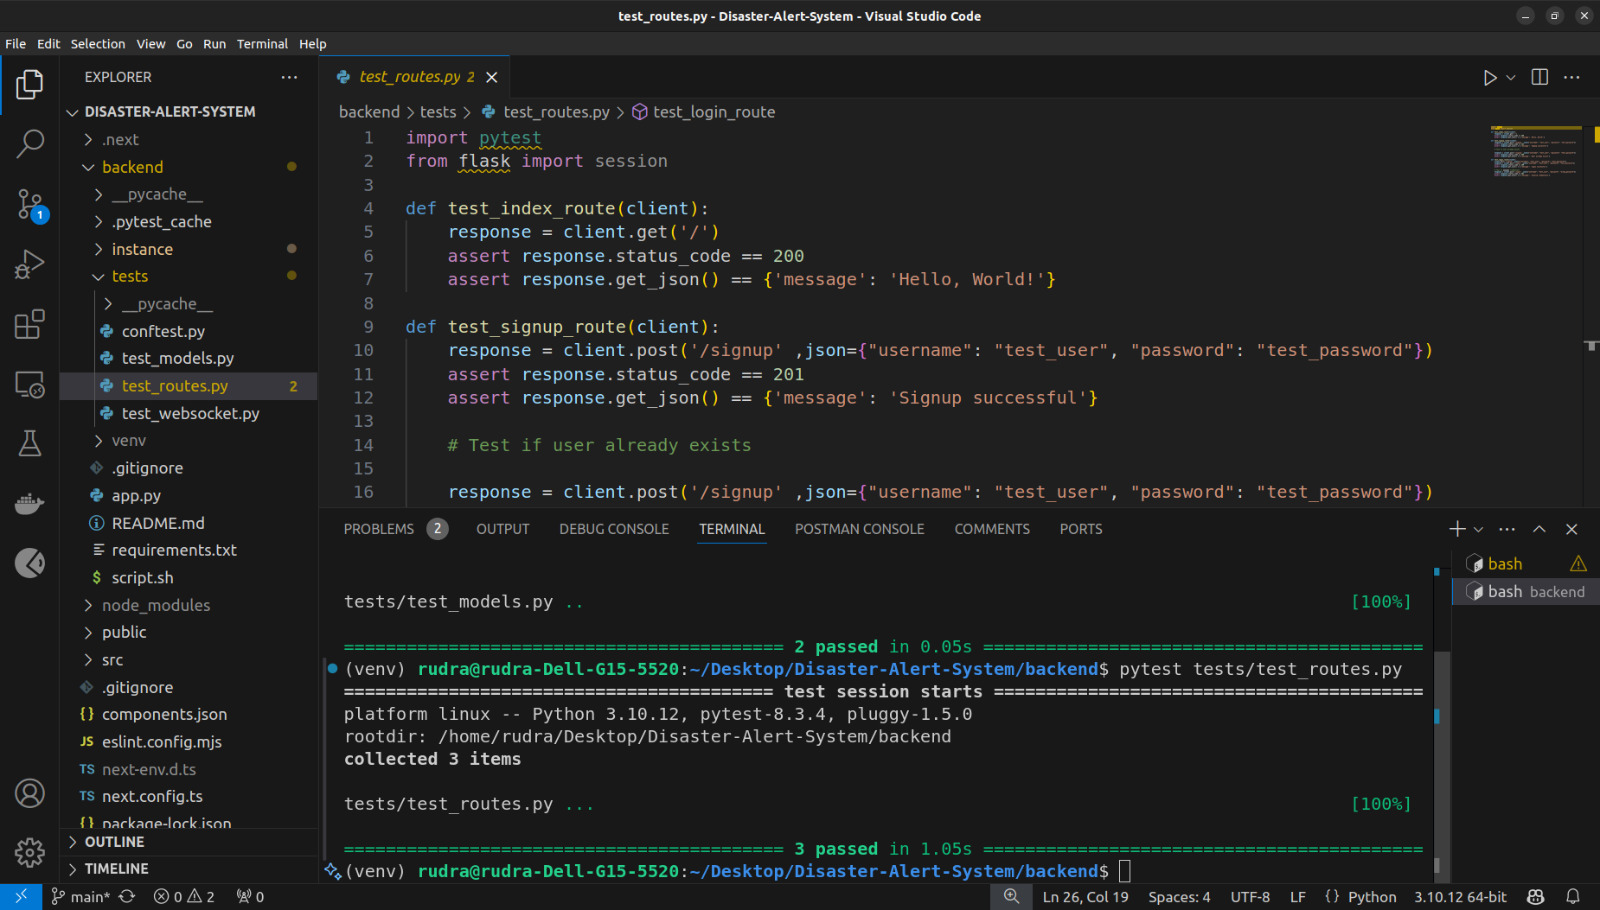 test_routes.py - Disaster-Alert-System - Visual Studio Code
File Edit Selection View Go Run Terminal Help
EXPLORER
DISASTER-ALERT-SYSTEM
.next
backend
__pycache__
.pytest_cache
instance
tests
__pycache__
conftest.py
test_models.py
test_routes.py 2
test_websocket.py
venv
.gitignore
app.py
README.md
requirements.txt
$ script.sh
node_modules
public
src
.gitignore
{} components.json
JS eslint.config.mjs
TS next-env.d.ts
TS next.config.ts
{} package-lock.json
OUTLINE
TIMELINE
1
test_routes.py 2
backend > tests > test_routes.py > test_login_route
1 import pytest
2 from flask import session
3
4 def test_index_route(client):
5 response = client.get('/')
6 assert response.status_code == 200
7 assert response.get_json() == {'message': 'Hello, World!'}
8
9 def test_signup_route(client):
10 response = client.post('/signup' ,json={"username": "test_user", "password": "test_password"})
11 assert response.status_code == 201
12 assert response.get_json() == {'message': 'Signup successful'}
13
14 # Test if user already exists
15
16 response = client.post('/signup' ,json={"username": "test_user", "password": "test_password"})
PROBLEMS 2 OUTPUT DEBUG CONSOLE TERMINAL POSTMAN CONSOLE COMMENTS PORTS
bash
bash backend
tests/test_models.py .. [100%]
========================================== 2 passed in 0.05s ==========================================
(venv) rudra@rudra-Dell-G15-5520:~/Desktop/Disaster-Alert-System/backend$ pytest tests/test_routes.py
========================================= test session starts =========================================
platform linux -- Python 3.10.12, pytest-8.3.4, pluggy-1.5.0
rootdir: /home/rudra/Desktop/Disaster-Alert-System/backend
collected 3 items
tests/test_routes.py ... [100%]
========================================== 3 passed in 1.05s ==========================================
(venv) rudra@rudra-Dell-G15-5520:~/Desktop/Disaster-Alert-System/backend$
main* 0 2 0 Ln 26, Col 19 Spaces: 4 UTF-8 LF {} Python 3.10.12 64-bit